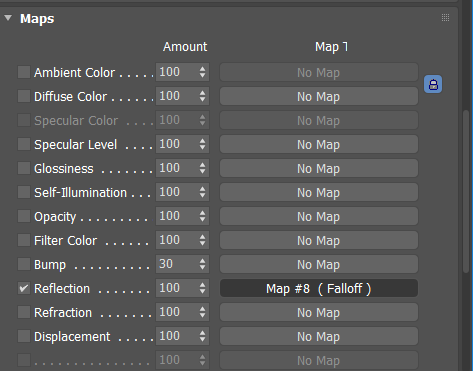 Maps
Amount Map T
Ambient Color . . . . . 100 No Map
Diffuse Color . . . . . . 100 No Map
Specular Color . . . . 100 No Map
Specular Level . . . . 100 No Map
Glossiness . . . . . . . 100 No Map
Self-Illumination . . . . 100 No Map
Opacity . . . . . . . . . 100 No Map
Filter Color . . . . . . . 100 No Map
Bump . . . . . . . . . . 30 No Map
Reflection . . . . . . . 100 Map #8 ( Falloff )
Refraction . . . . . . . 100 No Map
Displacement . . . . . 100 No Map
. . . . . . . . . . . . . . 100 No Map